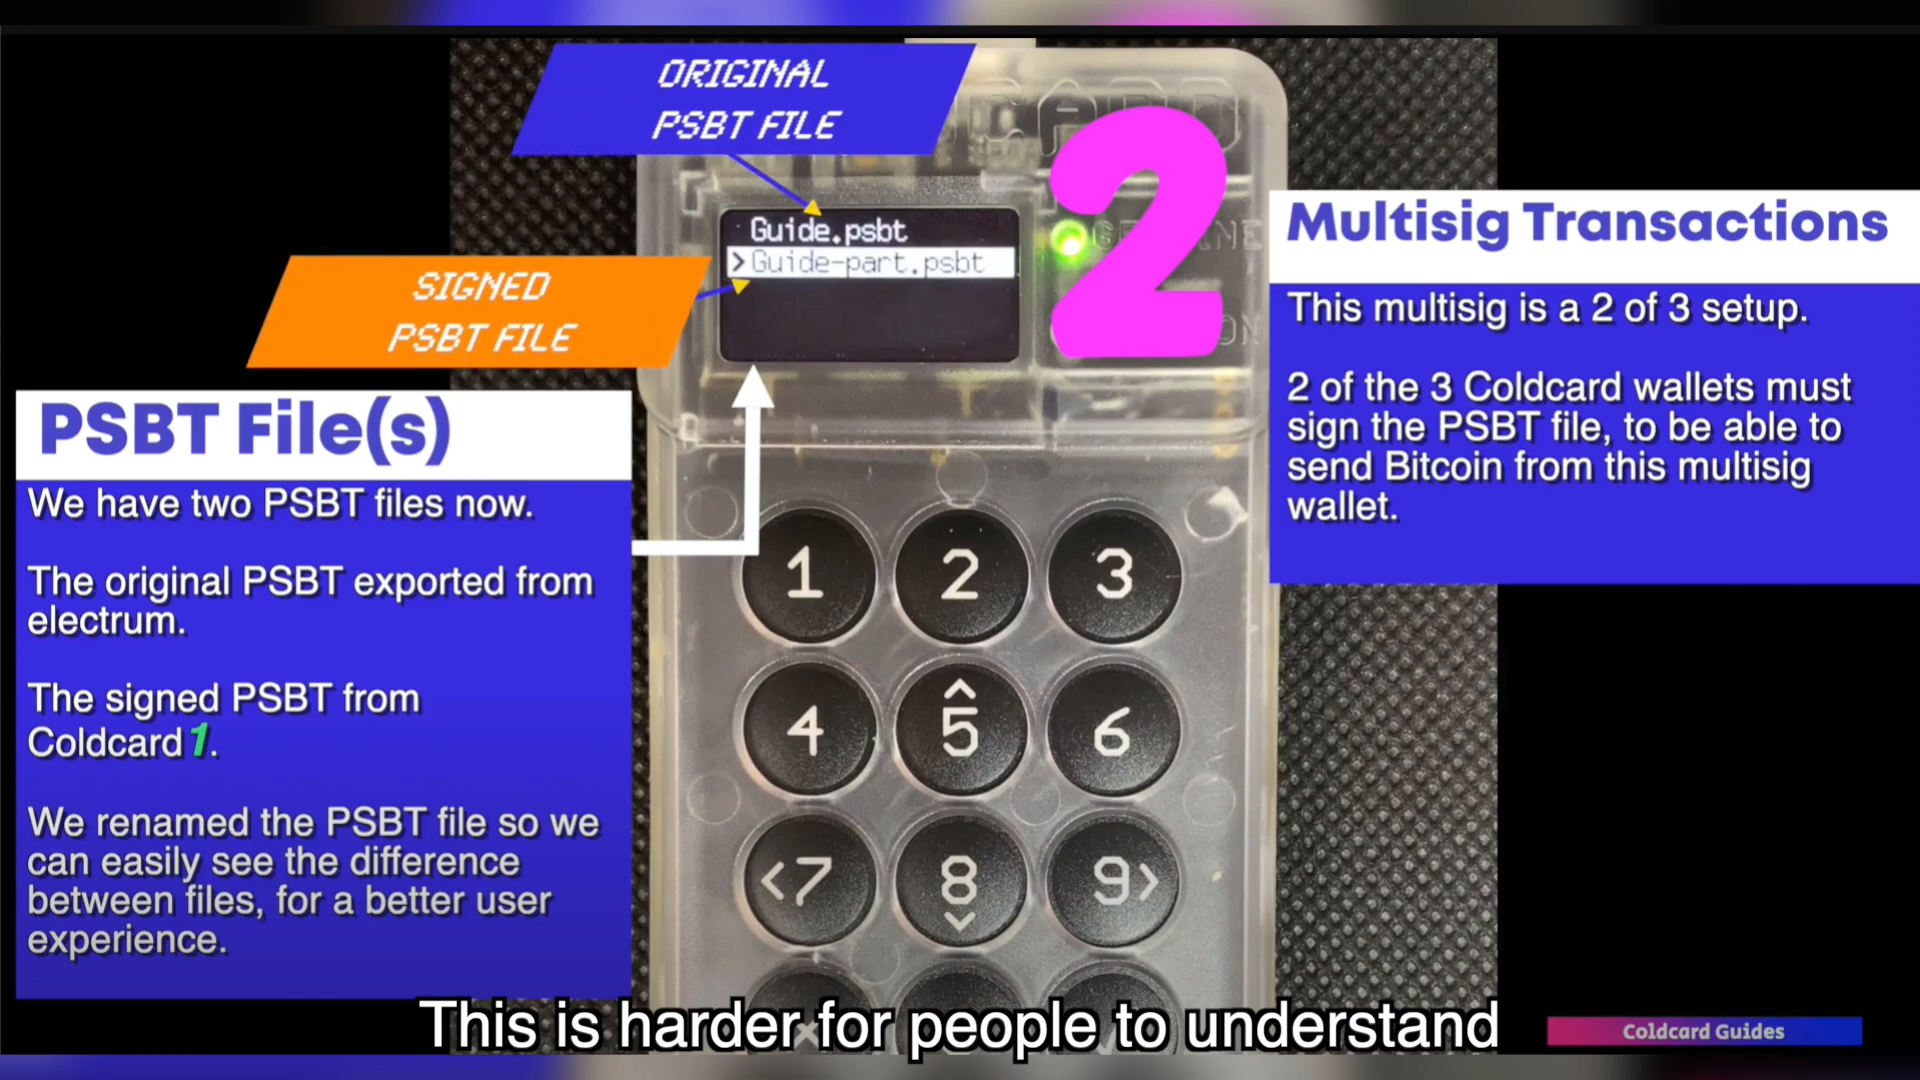 ORIGINAL
PSBT FILE
2
Guide.psbt
>Guide-part.psbt
SIGNED
PSBT FILE
Multisig Transactions
This multisig is a 2 of 3 setup.
2 of the 3 Coldcard wallets must
sign the PSBT file, to be able to
send Bitcoin from this multisig
wallet.
PSBT File(s)
We have two PSBT files now.
The original PSBT exported from
electrum.
The signed PSBT from
Coldcard 1.
We renamed the PSBT file so we
can easily see the difference
between files, for a better user
experience.
1 2 3
4 5 6
<7 8 9>
This is harder for people to understand
Coldcard Guides